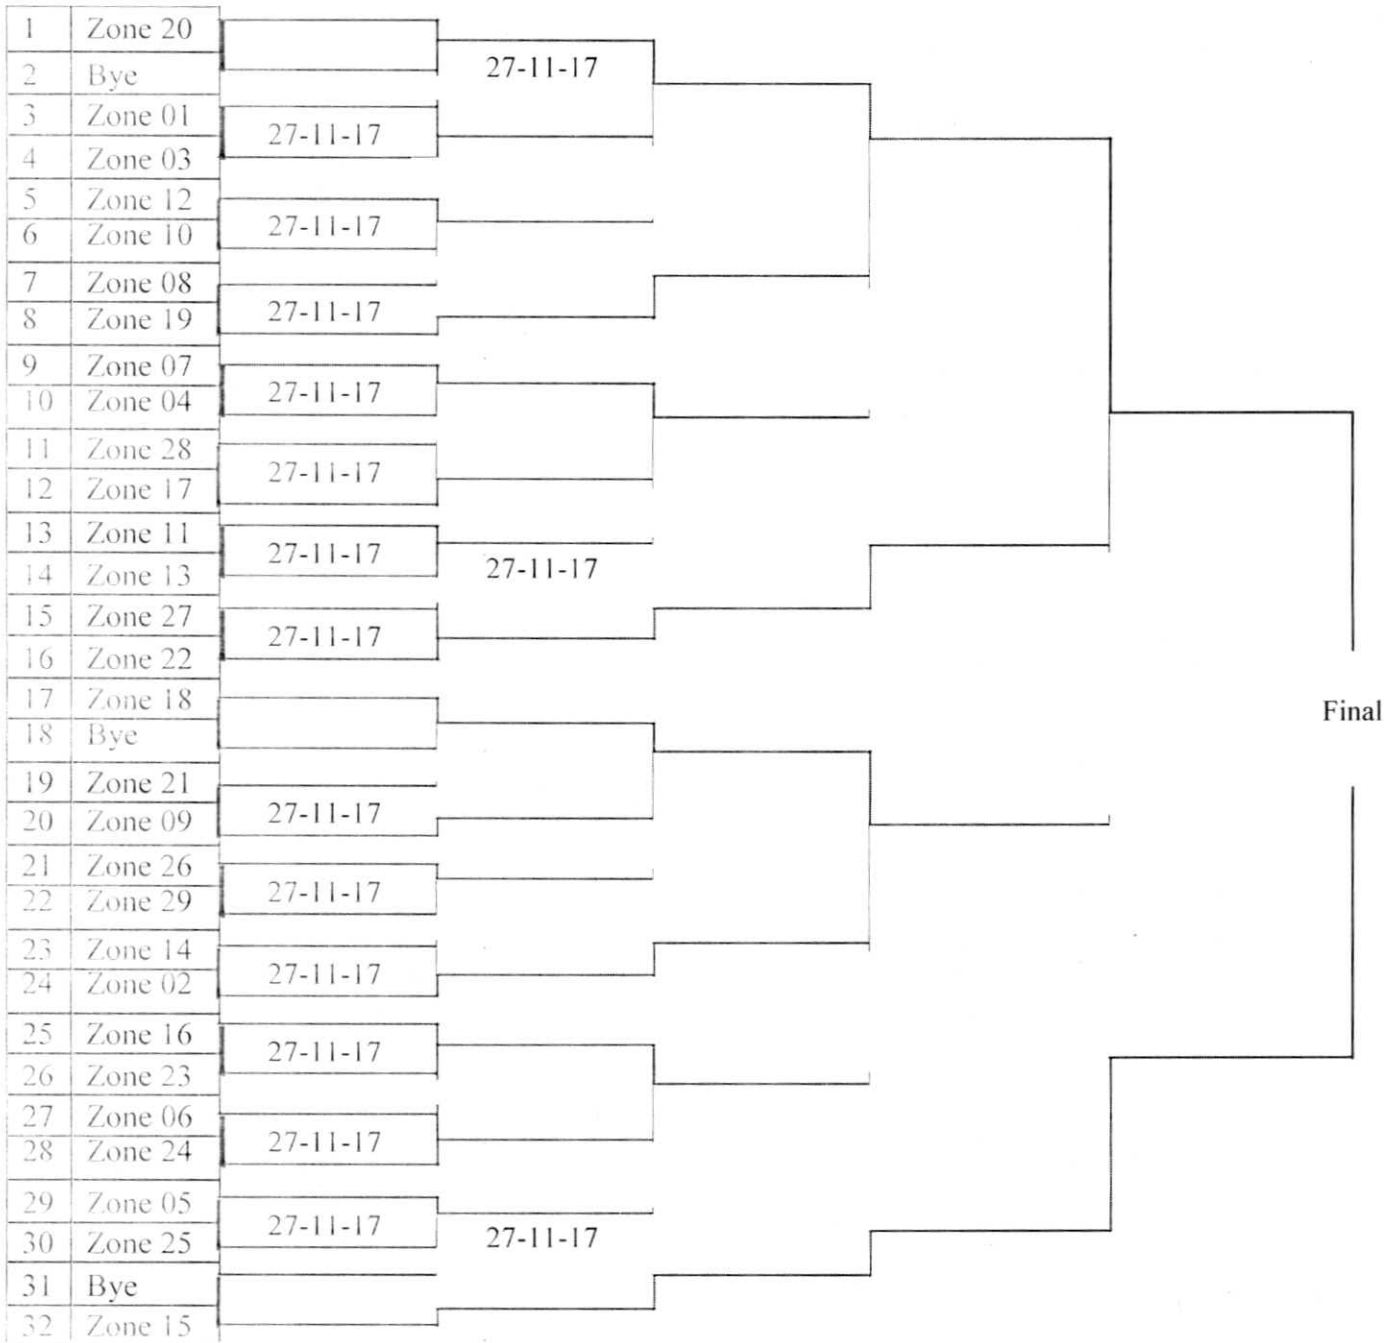 1 Zone 20
27-11-17
2 Bye
3 Zone 01
27-11-17
4 Zone 03
5 Zone 12
27-11-17
6 Zone 10
7 Zone 08
27-11-17
8 Zone 19
9 Zone 07
27-11-17
10 Zone 04
11 Zone 28
27-11-17
12 Zone 17
13 Zone 11
27-11-17
27-11-17
14 Zone 13
15 Zone 27
27-11-17
16 Zone 22
17 Zone 18
Final
18 Bye
19 Zone 21
27-11-17
20 Zone 09
21 Zone 26
27-11-17
22 Zone 29
23 Zone 14
27-11-17
24 Zone 02
25 Zone 16
27-11-17
26 Zone 23
27 Zone 06
27-11-17
28 Zone 24
29 Zone 05
27-11-17
27-11-17
30 Zone 25
31 Bye
32 Zone 15